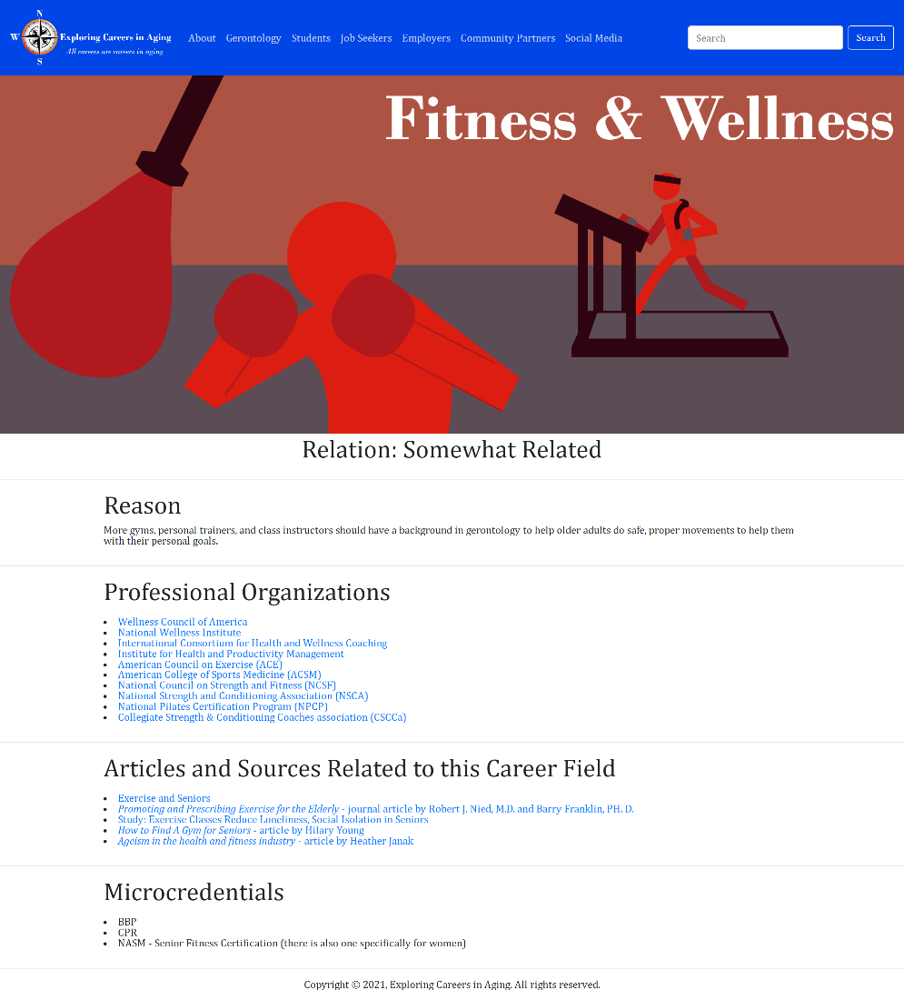 N
W
Exploring Careers in Aging
All careers are careers in aging
S
About Gerontology Students Job Seekers Employers Community Partners Social Media
Search
Search
Fitness & Wellness
Relation: Somewhat Related
Reason
More gyms, personal trainers, and class instructors should have a background in gerontology to help older adults do safe, proper movements to help them
with their personal goals.
Professional Organizations
Wellness Council of America
National Wellness Institute
International Consortium for Health and Wellness Coaching
Institute for Health and Productivity Management
American Council on Exercise (ACE)
American College of Sports Medicine (ACSM)
National Council on Strength and Fitness (NCSF)
National Strength and Conditioning Association (NSCA)
National Pilates Certification Program (NPCP)
Collegiate Strength & Conditioning Coaches association (CSCCa)
Articles and Sources Related to this Career Field
Exercise and Seniors
Promoting and Prescribing Exercise for the Elderly - journal article by Robert J. Nied, M.D. and Barry Franklin, PH. D.
Study: Exercise Classes Reduce Loneliness, Social Isolation in Seniors
How to Find A Gym for Seniors - article by Hilary Young
Ageism in the health and fitness industry - article by Heather Janak
Microcredentials
BBP
CPR
NASM - Senior Fitness Certification (there is also one specifically for women)
Copyright © 2021, Exploring Careers in Aging. All rights reserved.